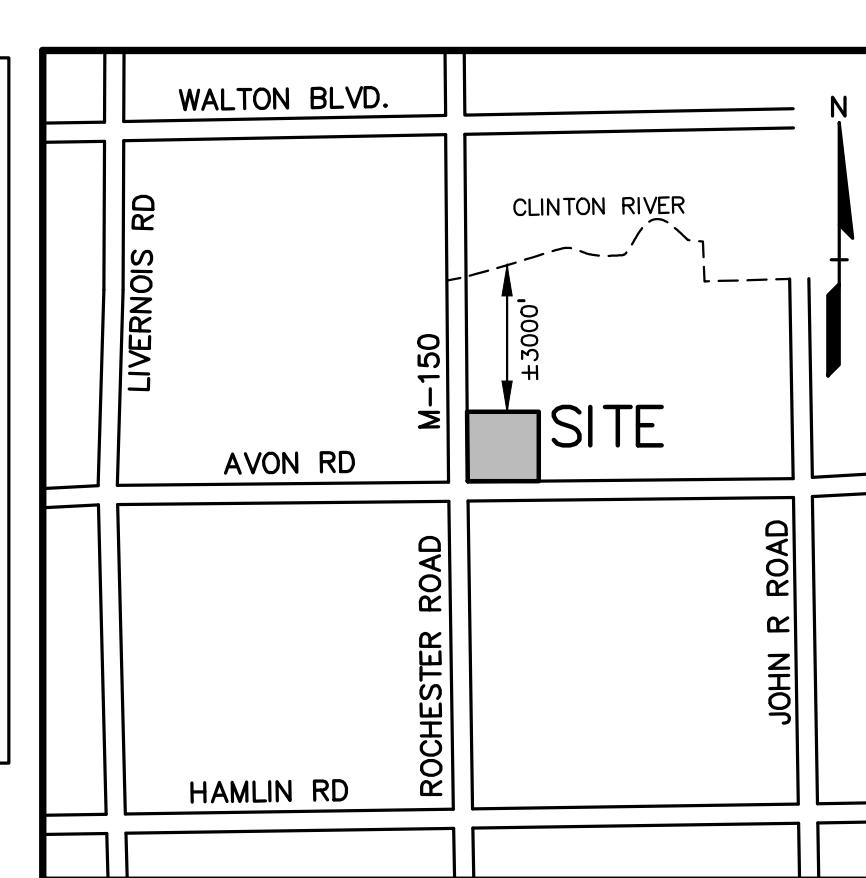 WALTON BLVD.
N
LIVERNOIS RD
CLINTON RIVER
±3000'
M-150
SITE
AVON RD
ROCHESTER ROAD
JOHN R ROAD
HAMLIN RD